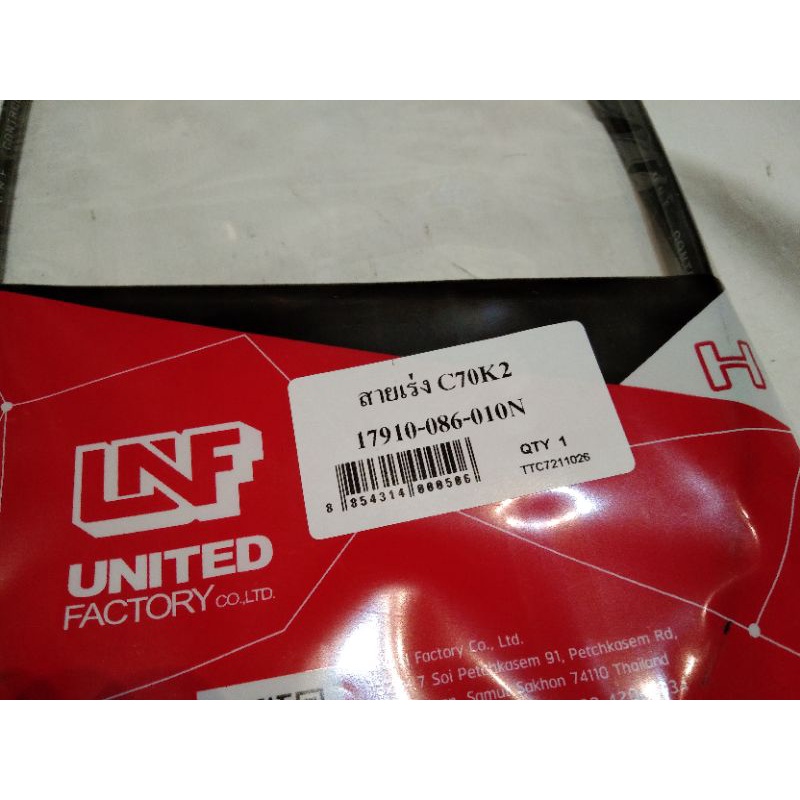 สายเร่ง C70K2
17910-086-010N
QTY 1
TTC7211026
8 854314 000506
H
UNF
UNITED
FACTORY CO.,LTD.
Factory Co., Ltd.
7 Soi Petchkasem 91, Petchkasem Rd,
Samut Sakhon 74110 Thailand